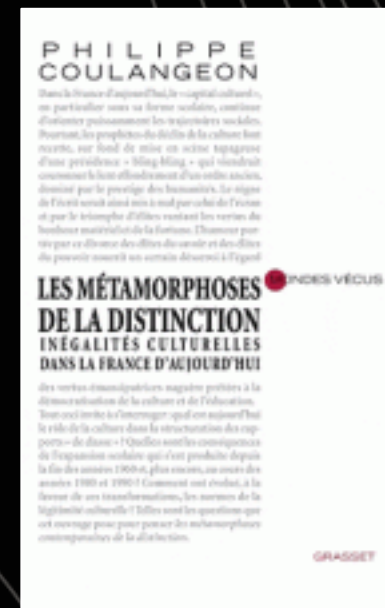 PHILIPPE
COULANGEON
Dans la France d'aujourd'hui, le « capital culturel »,
en particulier sous sa forme scolaire, continue
d'orienter puissamment les trajectoires sociales.
Pourtant, les prophètes du déclin de la culture font
recette, sur fond de mise en scène tapageuse
d'une présidence « bling-bling » qui viendrait
couronner le lent effondrement d'un ordre ancien,
dominé par le prestige des humanités. Le règne
de l'écrit serait ainsi mis à mal par celui de l'écran
et par le triomphe d'élites vantant les vertus du
bonheur matériel et de la fortune. L'humeur por-
tée par ce divorce des élites du savoir et des élites
du pouvoir nourrit un certain désarroi à l'égard
LES MÉTAMORPHOSES
MONDES VÉCUS
DE LA DISTINCTION
INÉGALITÉS CULTURELLES
DANS LA FRANCE D'AUJOURD'HUI
des vertus émancipatrices naguère prêtées à la
démocratisation de la culture et de l'éducation.
Tout ceci invite à s'interroger : quel est aujourd'hui
le rôle de la culture dans la structuration des rap-
ports « de classe » ? Quelles sont les conséquences
de l'expansion scolaire qui s'est produite depuis
la fin des années 1960 et, plus encore, au cours des
années 1980 et 1990 ? Comment ont évolué, à la
faveur de ces transformations, les normes de la
légitimité culturelle ? Telles sont les questions que
cet ouvrage pose pour penser les métamorphoses
contemporaines de la distinction.
GRASSET